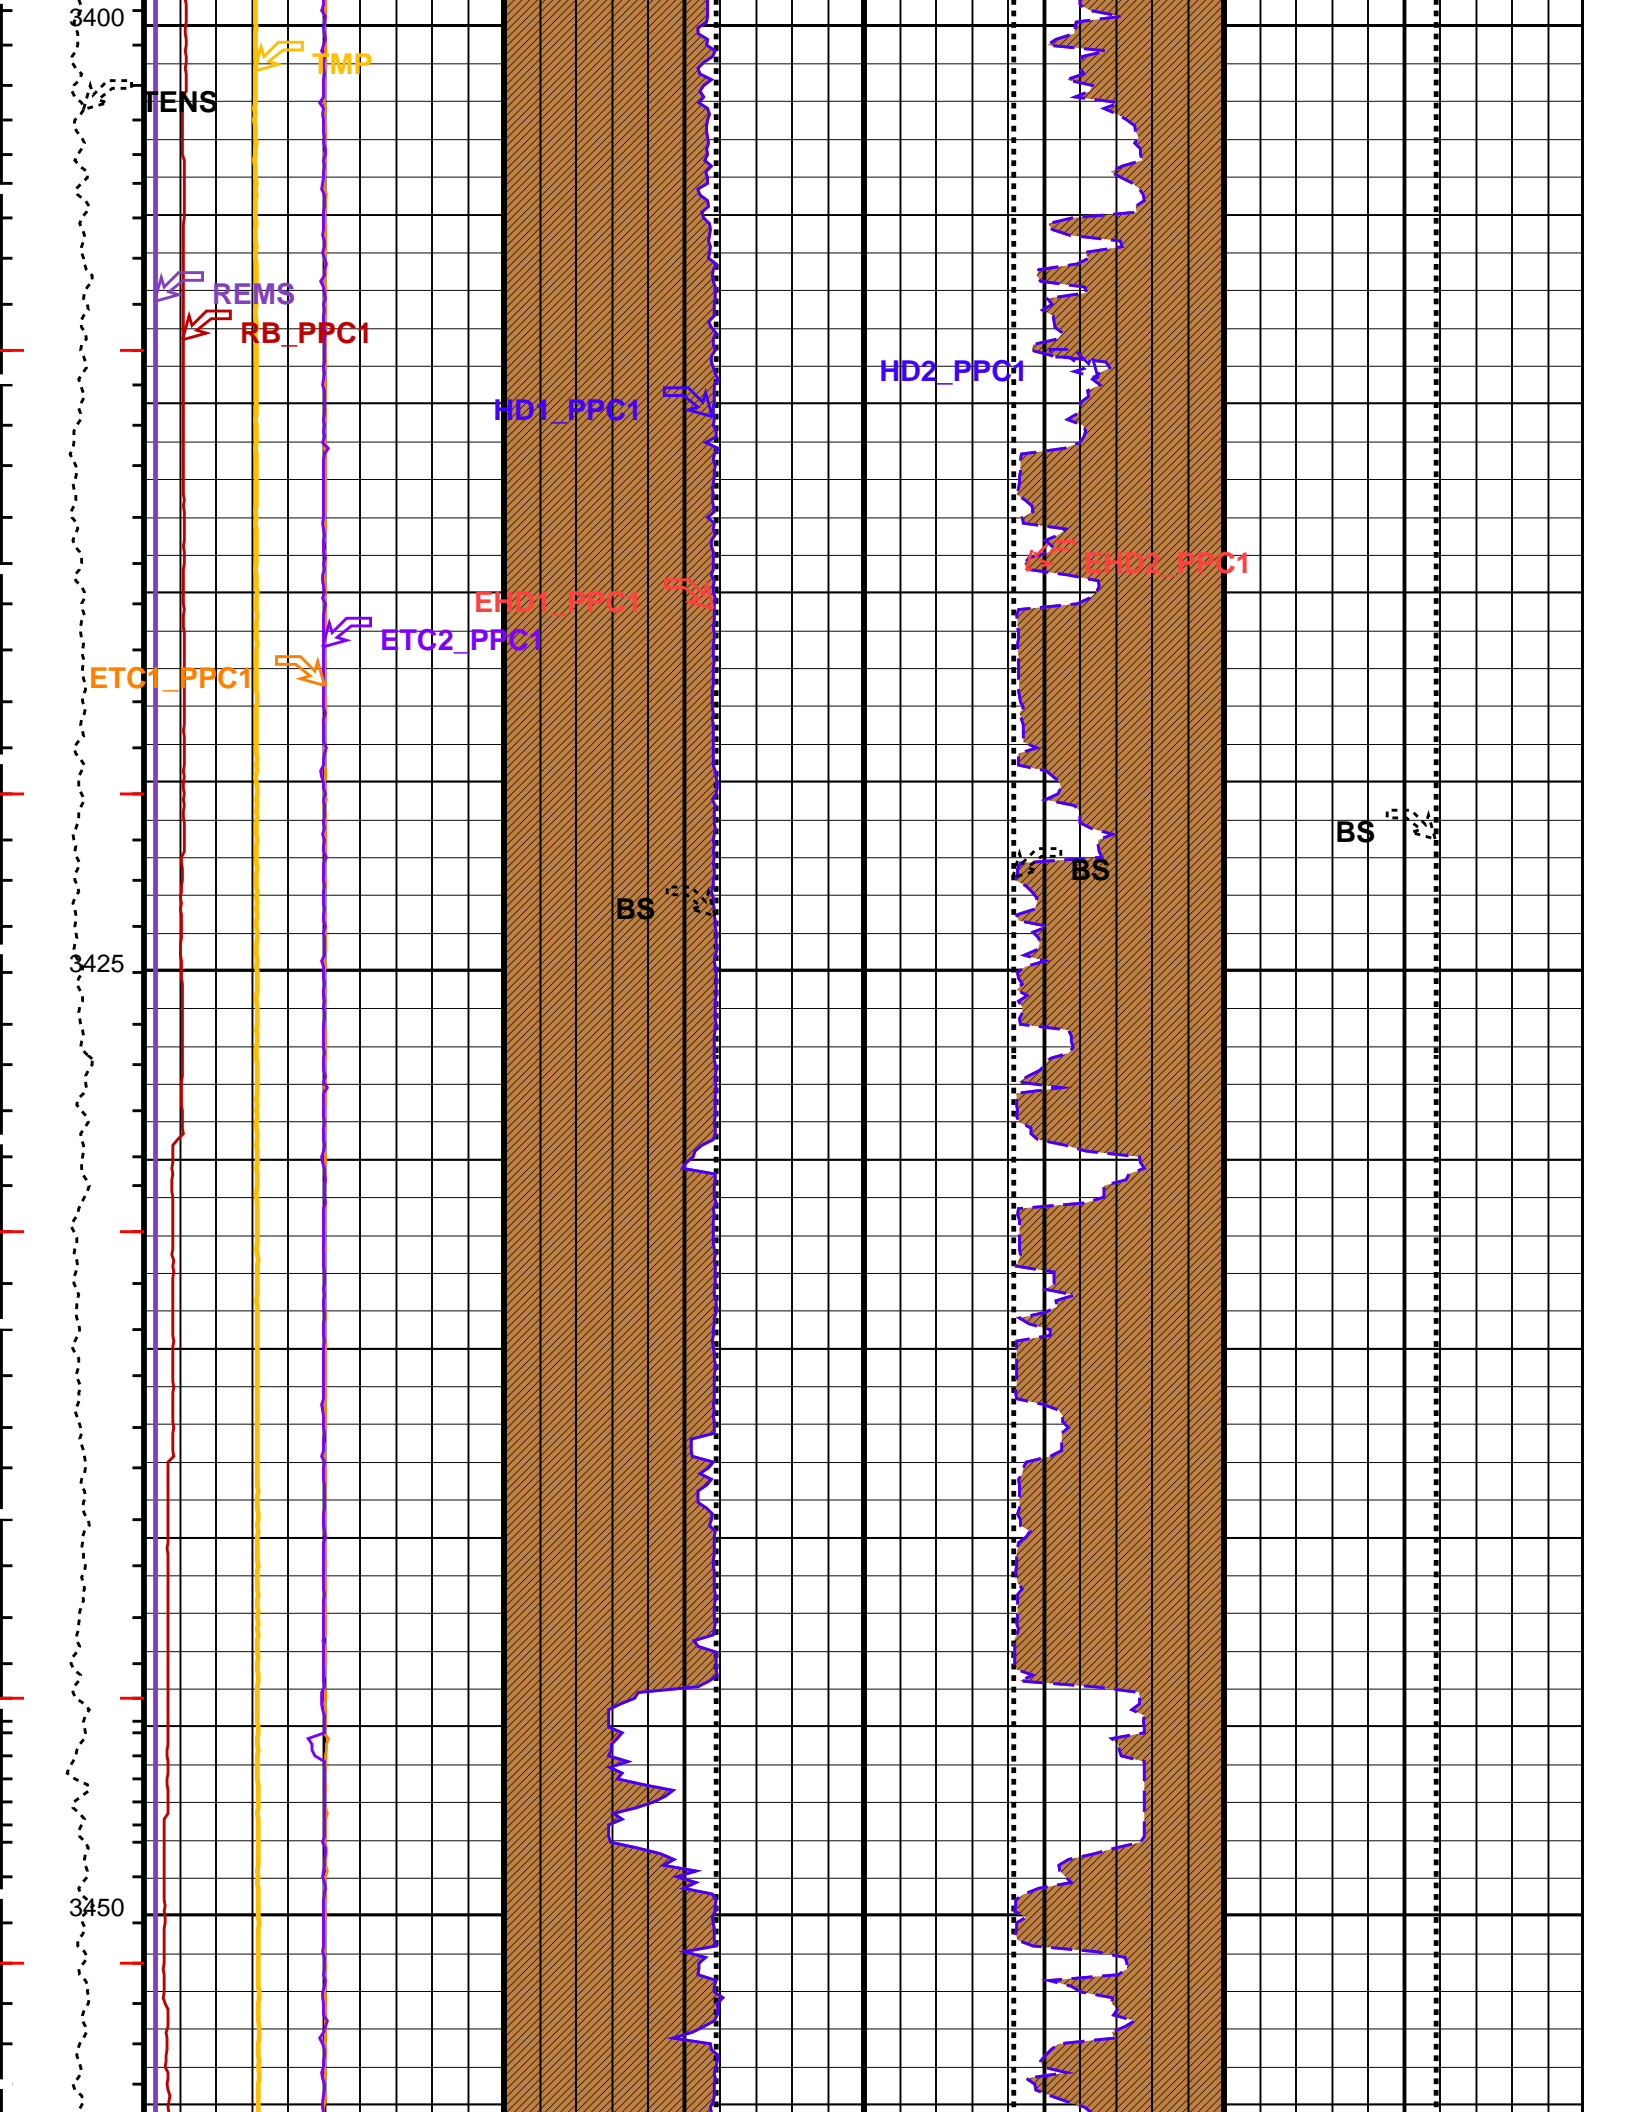 3400
TMP
TENS
REMS
RB_PPC1
HD2_PPC1
HD1_PPC1
EHD2_PPC1
EHD1_PPC1
ETC2_PPC1
ETC1_PPC1
BS
BS
BS
3425
3450